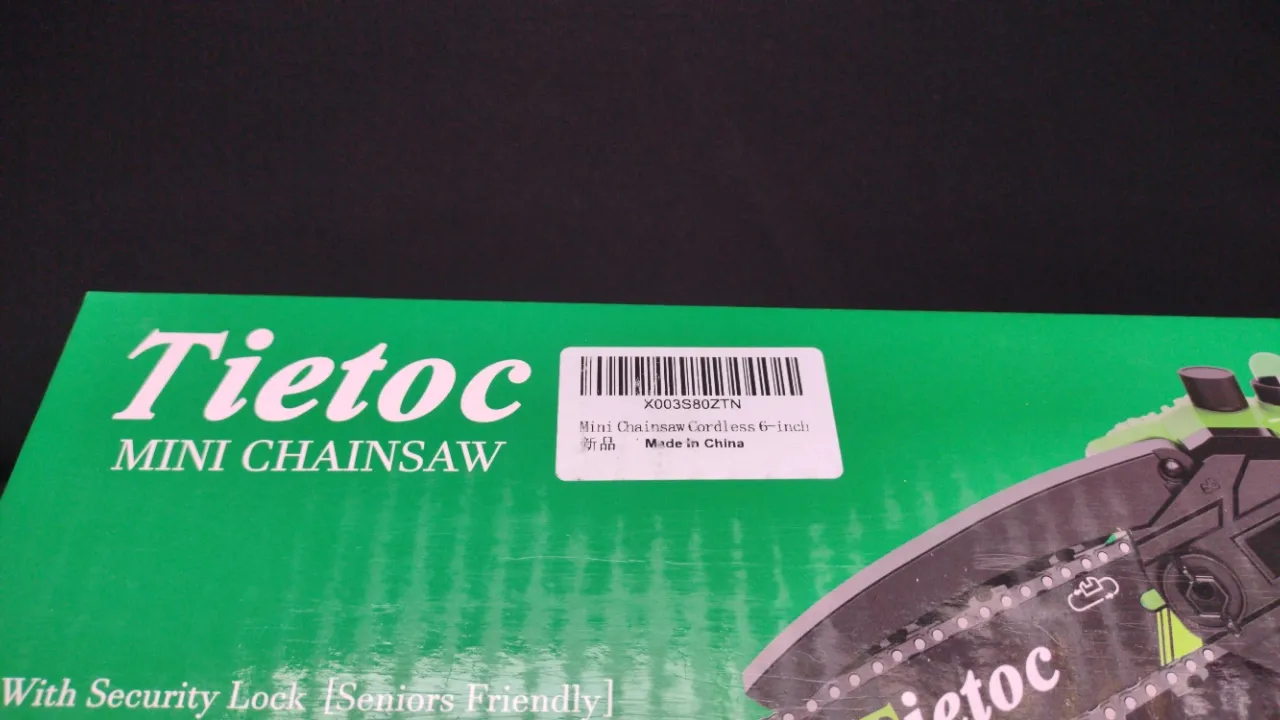 Tietoc
MINI CHAINSAW
X003S80ZTN
Mini Chainsaw Cordless 6-inch
新品 Made in China
With Security Lock [Seniors Friendly]
Tietoc